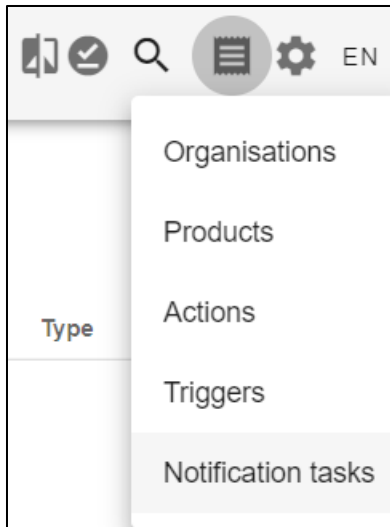 EN
Organisations
Products
Actions
Type
Triggers
Notification tasks